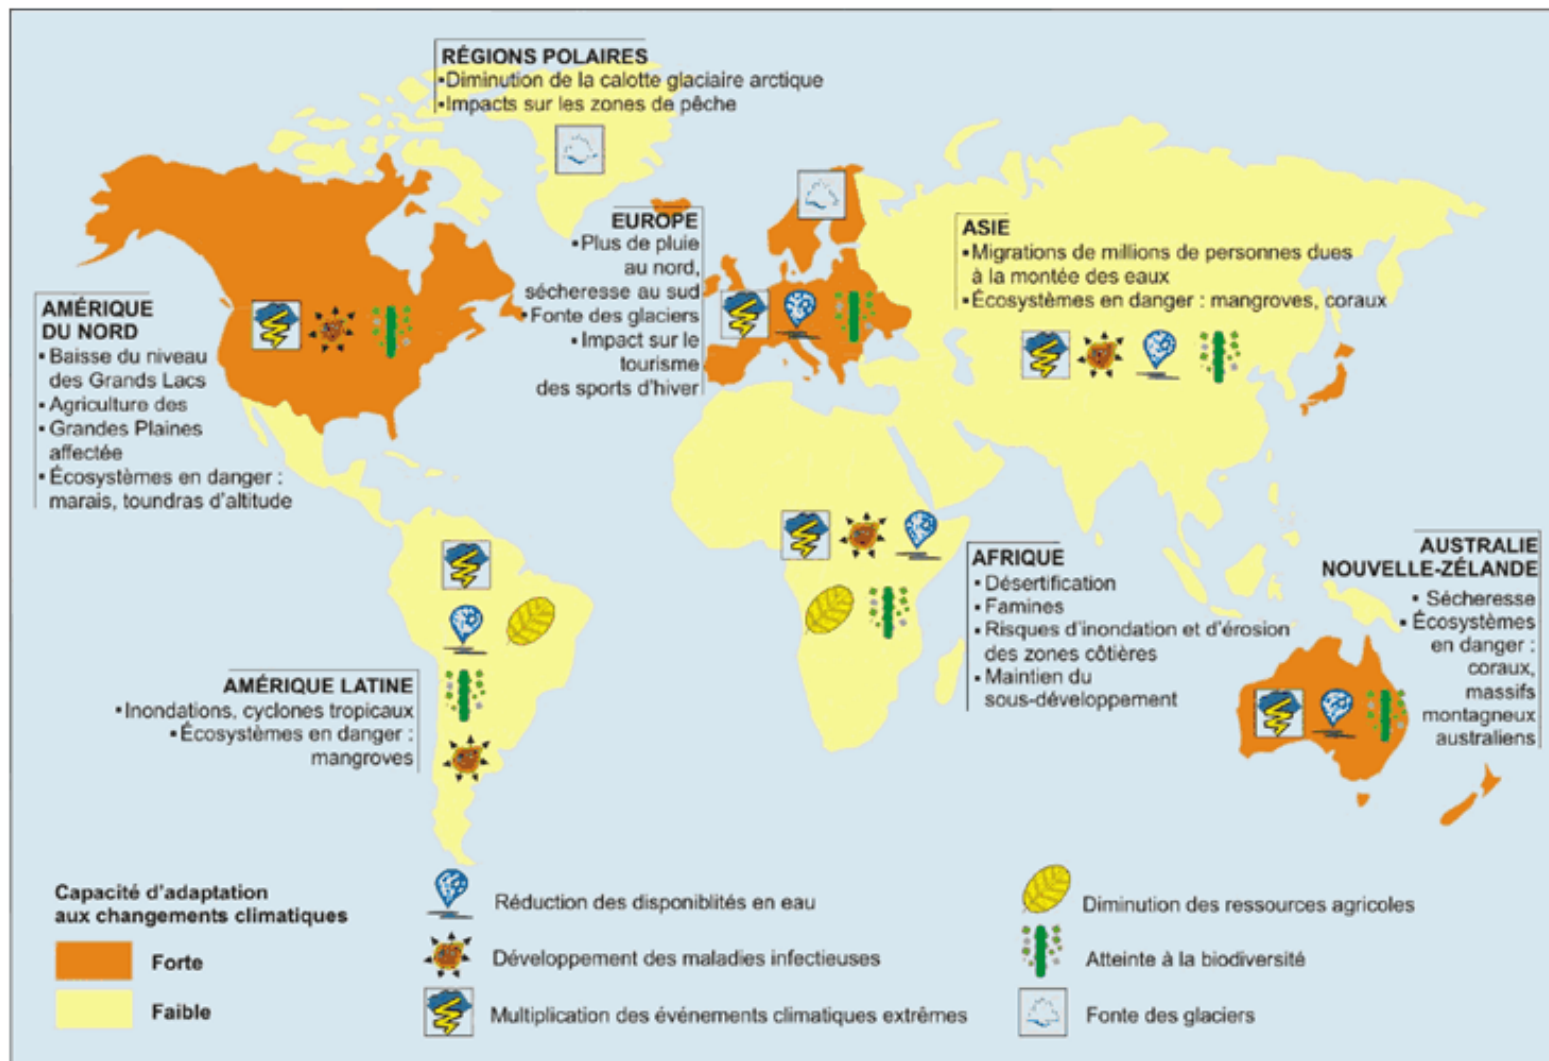 RÉGIONS POLAIRES
▪Diminution de la calotte glaciaire arctique
▪Impacts sur les zones de pêche
EUROPE
▪Plus de pluie
au nord,
sécheresse au sud
▪Fonte des glaciers
▪Impact sur le
tourisme
des sports d'hiver
ASIE
▪Migrations de millions de personnes dues
à la montée des eaux
▪Écosystèmes en danger : mangroves, coraux
AMÉRIQUE
DU NORD
▪Baisse du niveau
des Grands Lacs
▪Agriculture des
▪Grandes Plaines
affectée
▪Écosystèmes en danger :
marais, toundras d'altitude
AFRIQUE
▪Désertification
▪Famines
▪Risques d'inondation et d'érosion
des zones côtières
▪Maintien du
sous-développement
AUSTRALIE
NOUVELLE-ZÉLANDE
▪Sécheresse
▪Écosystèmes
en danger :
coraux,
massifs
montagneux
australiens
AMÉRIQUE LATINE
▪Inondations, cyclones tropicaux
▪Écosystèmes en danger :
mangroves
Capacité d'adaptation
aux changements climatiques
Forte
Faible
Réduction des disponiblités en eau
Développement des maladies infectieuses
Multiplication des événements climatiques extrêmes
Diminution des ressources agricoles
Atteinte à la biodiversité
Fonte des glaciers